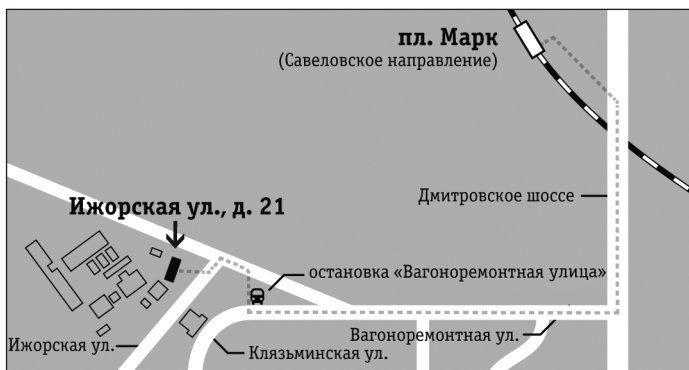 пл. Марк
(Савеловское направление)
Дмитровское шоссе
Ижорская ул., д. 21
остановка «Вагоноремонтная улица»
Вагоноремонтная ул.
Ижорская ул.
Клязьминская ул.